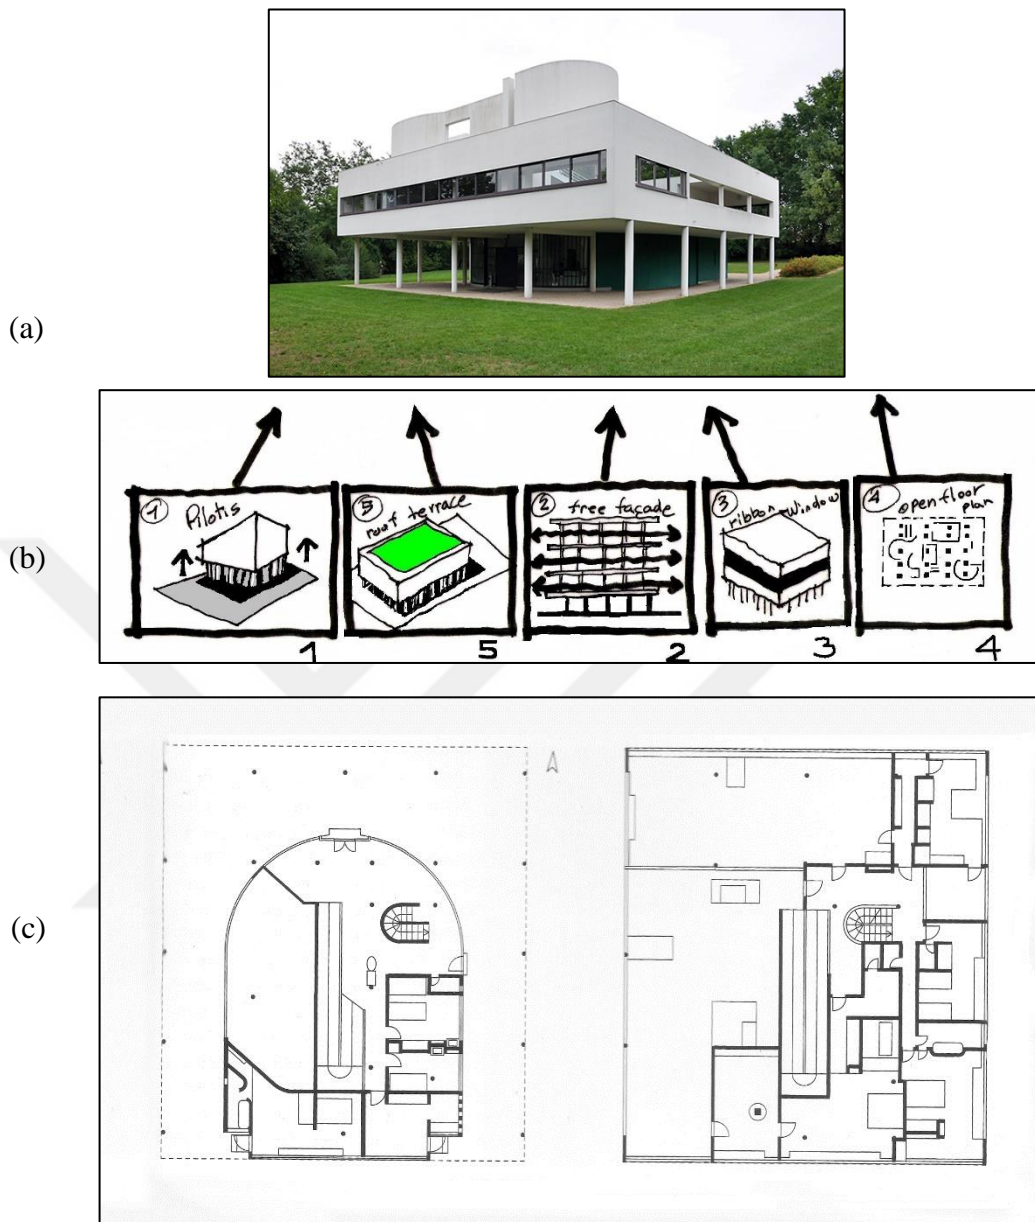 (a)
(b)
1 Pilotis
5 roof terrace
2 free façade
3 ribbon window
4 open floor
plan
1
5
2
3
4
(c)